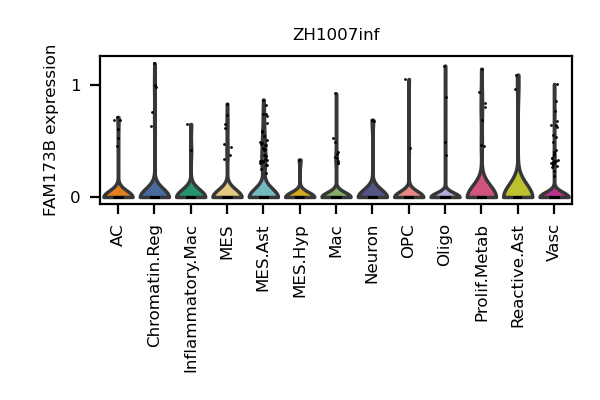 ZH1007inf
FAM173B expression
1
0
AC
Chromatin.Reg
Inflammatory.Mac
MES
MES.Ast
MES.Hyp
Mac
Neuron
OPC
Oligo
Prolif.Metab
Reactive.Ast
Vasc